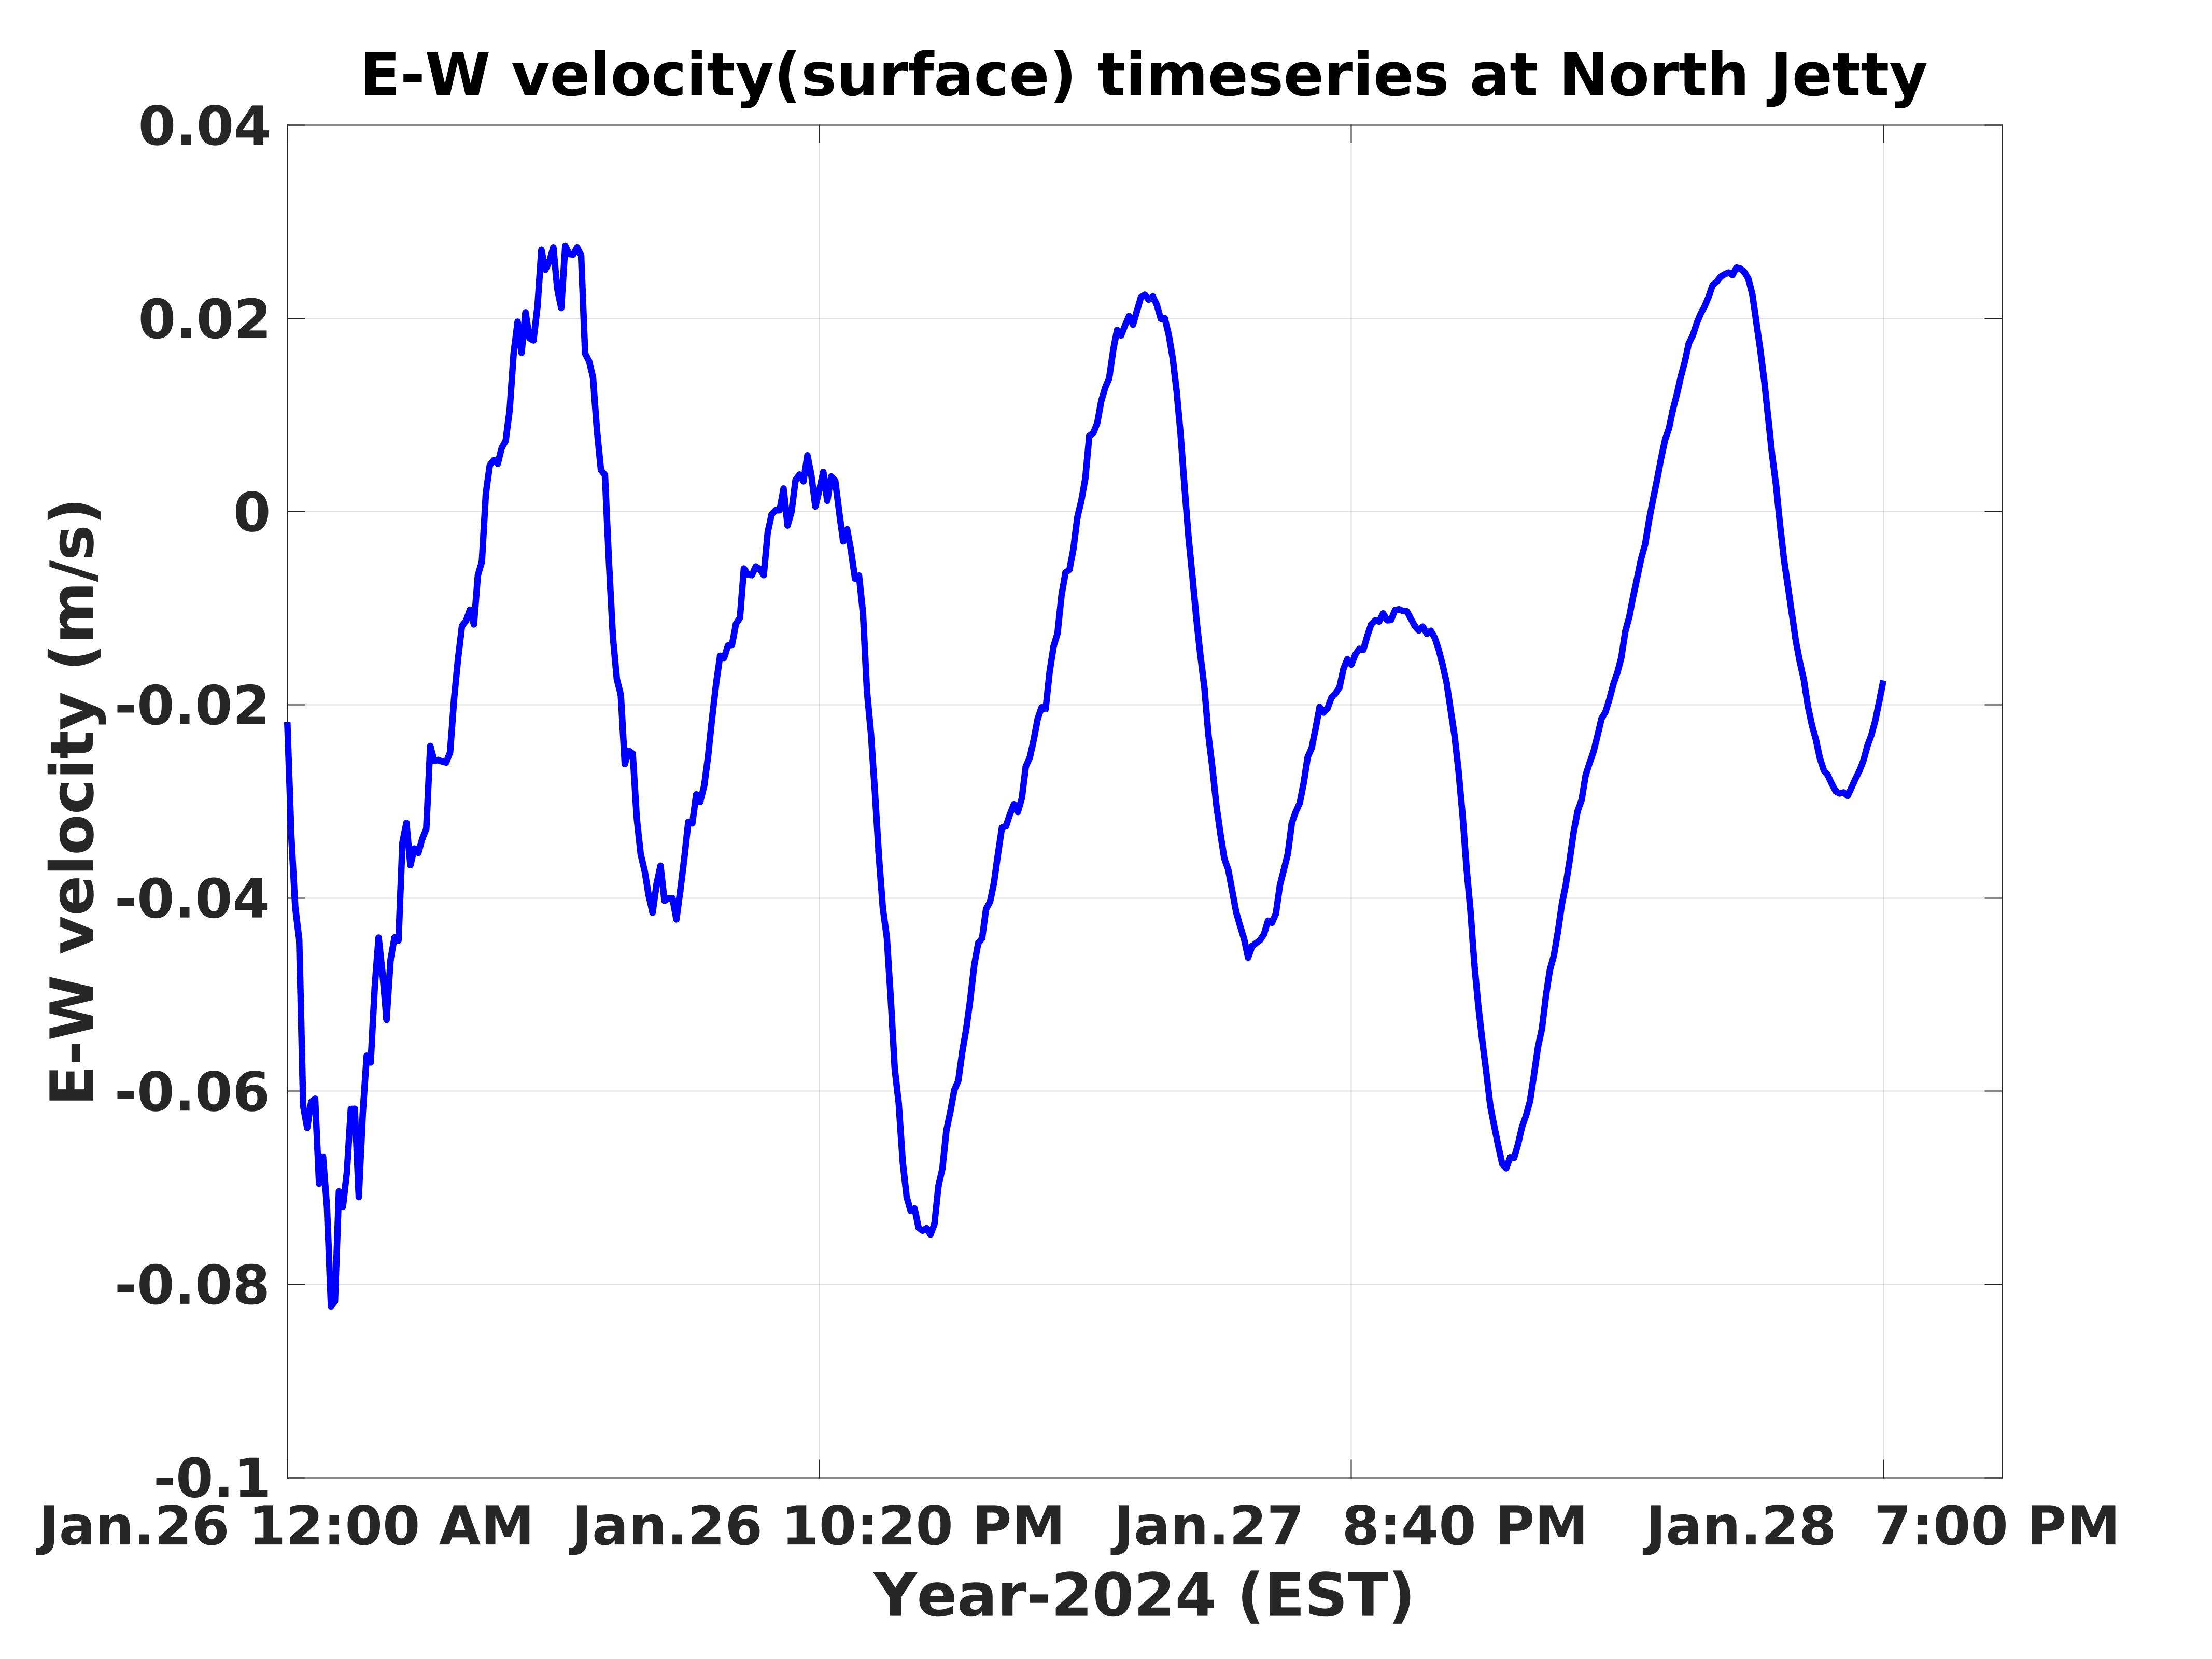 E-W velocity(surface) timeseries at North Jetty
0.04
0.02
0
-0.02
-0.04
-0.06
-0.08
-0.1
E-W velocity (m/s)
Jan.26 12:00 AM Jan.26 10:20 PM Jan.27 8:40 PM Jan.28 7:00 PM
Year-2024 (EST)